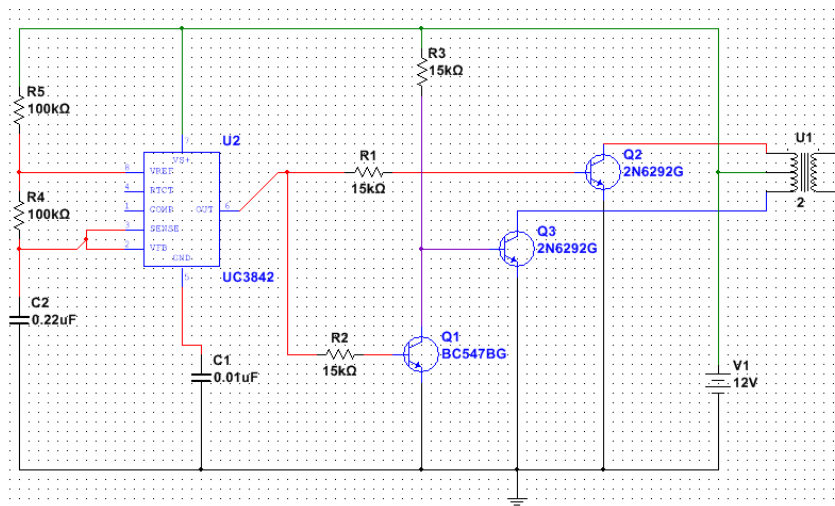 R3
15kΩ
R5
100kΩ
U2
7
VS+
8 VREF
R1
15kΩ
Q2
2N6292G
U1
2
4 RTCT
R4
100kΩ
1 COMP OUT 6
3 SENSE
2 VFB
GND
5
UC3842
Q3
2N6292G
C2
0.22uF
R2
15kΩ
Q1
BC547BG
C1
0.01uF
V1
12V